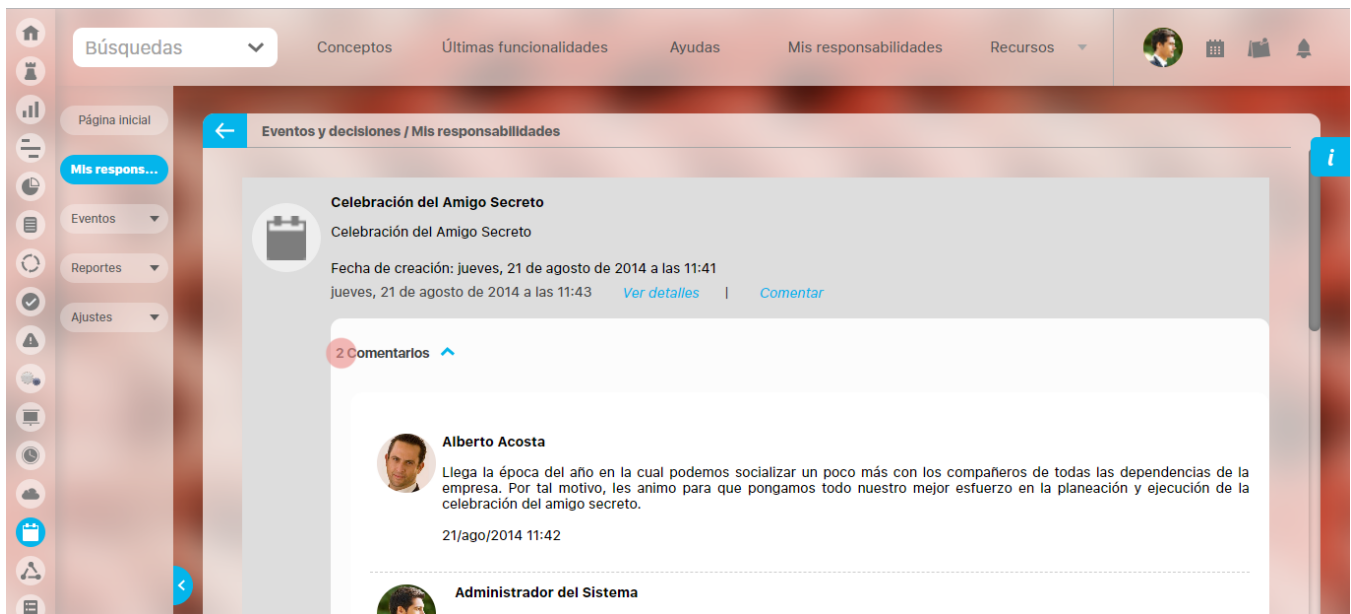 Búsquedas
Conceptos
Últimas funcionalidades
Ayudas
Mis responsabilidades
Recursos
Página inicial
Mis respons...
Eventos
Reportes
Ajustes
Eventos y decisiones / Mis responsabilidades
i
Celebración del Amigo Secreto
Celebración del Amigo Secreto
Fecha de creación: jueves, 21 de agosto de 2014 a las 11:41
jueves, 21 de agosto de 2014 a las 11:43 Ver detalles | Comentar
2 Comentarios
Alberto Acosta
Llega la época del año en la cual podemos socializar un poco más con los compañeros de todas las dependencias de la
empresa. Por tal motivo, les animo para que pongamos todo nuestro mejor esfuerzo en la planeación y ejecución de la
celebración del amigo secreto.
21/ago/2014 11:42
Administrador del Sistema